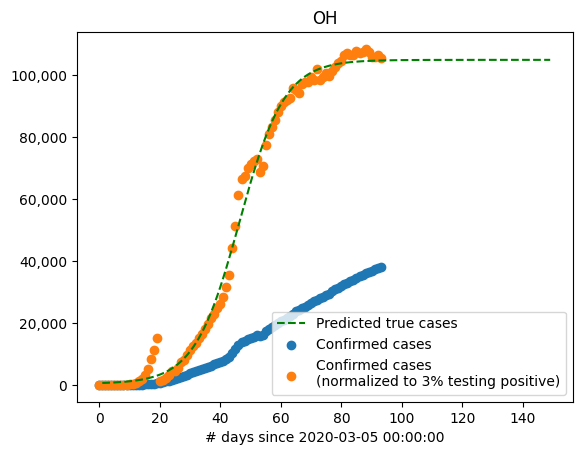 OH
100,000
80,000
60,000
40,000
20,000
0
Predicted true cases
Confirmed cases
Confirmed cases
(normalized to 3% testing positive)
0 20 40 60 80 100 120 140
# days since 2020-03-05 00:00:00